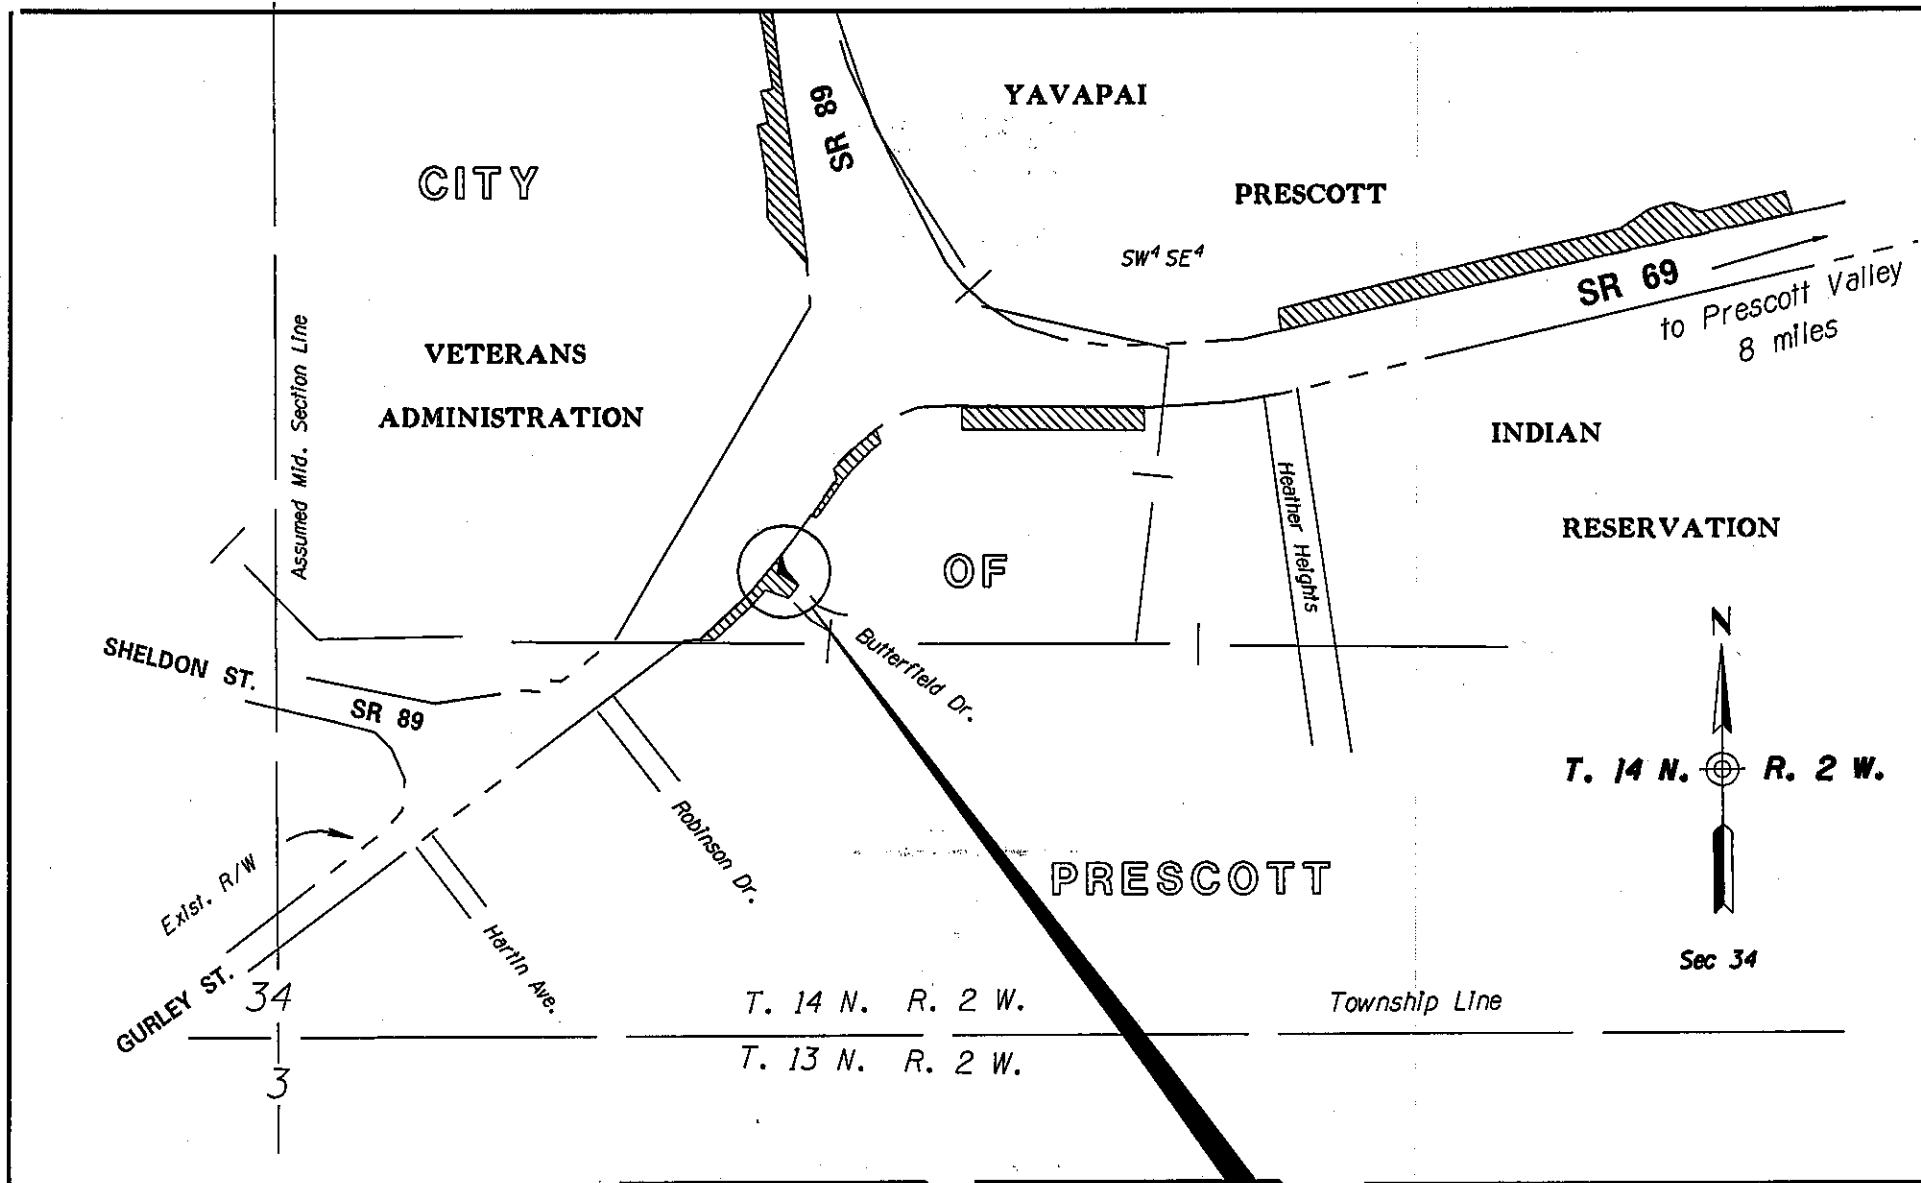 SR 89
YAVAPAI
CITY
PRESCOTT
SW⁴ SE⁴
SR 69
to Prescott Valley
8 miles
Assumed Mid. Section Line
VETERANS
ADMINISTRATION
INDIAN
RESERVATION
Heather Heights
OF
Butterfield Dr.
SHELDON ST.
SR 89
N
T. 14 N. R. 2 W.
Robinson Dr.
PRESCOTT
Exist. R/W
Hartin Ave.
Sec 34
GURLEY ST.
34
T. 14 N. R. 2 W.
Township Line
T. 13 N. R. 2 W.
3